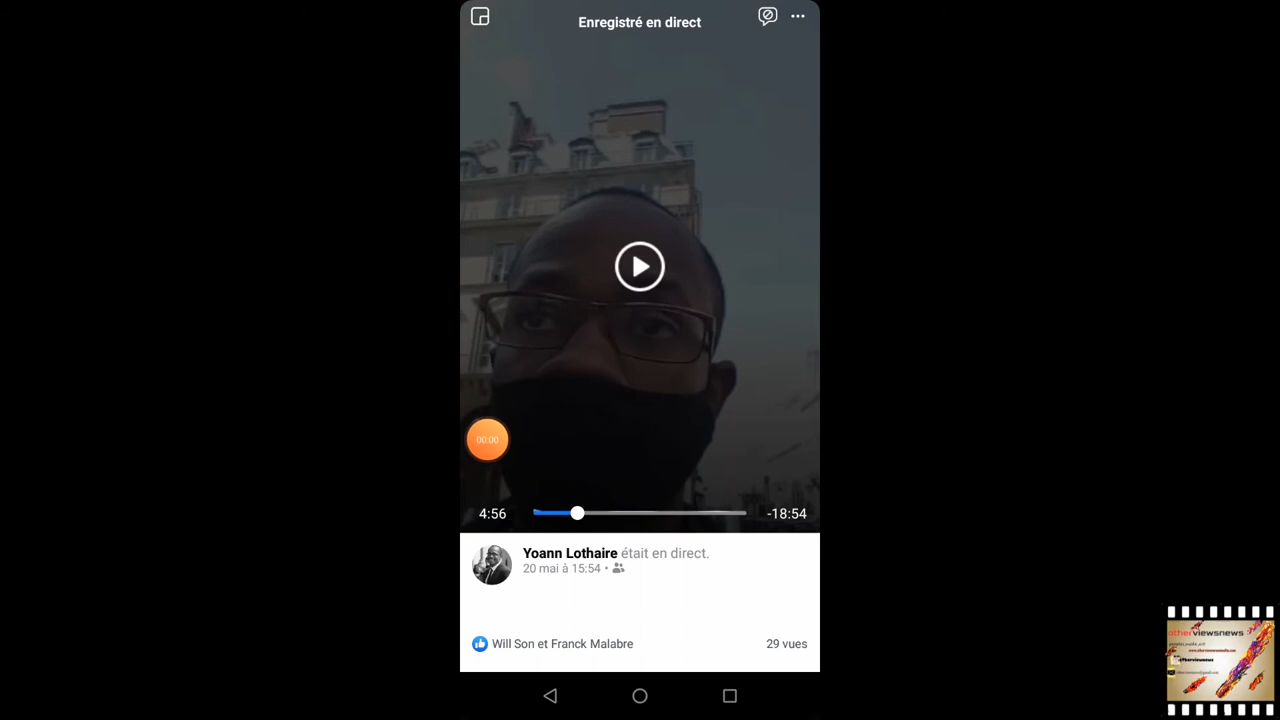 Enregistré en direct
00:00
4:56
-18:54
Yoann Lothaire était en direct.
20 mai à 15:54 •
Will Son et Franck Malabre
29 vues
otherviewsnews